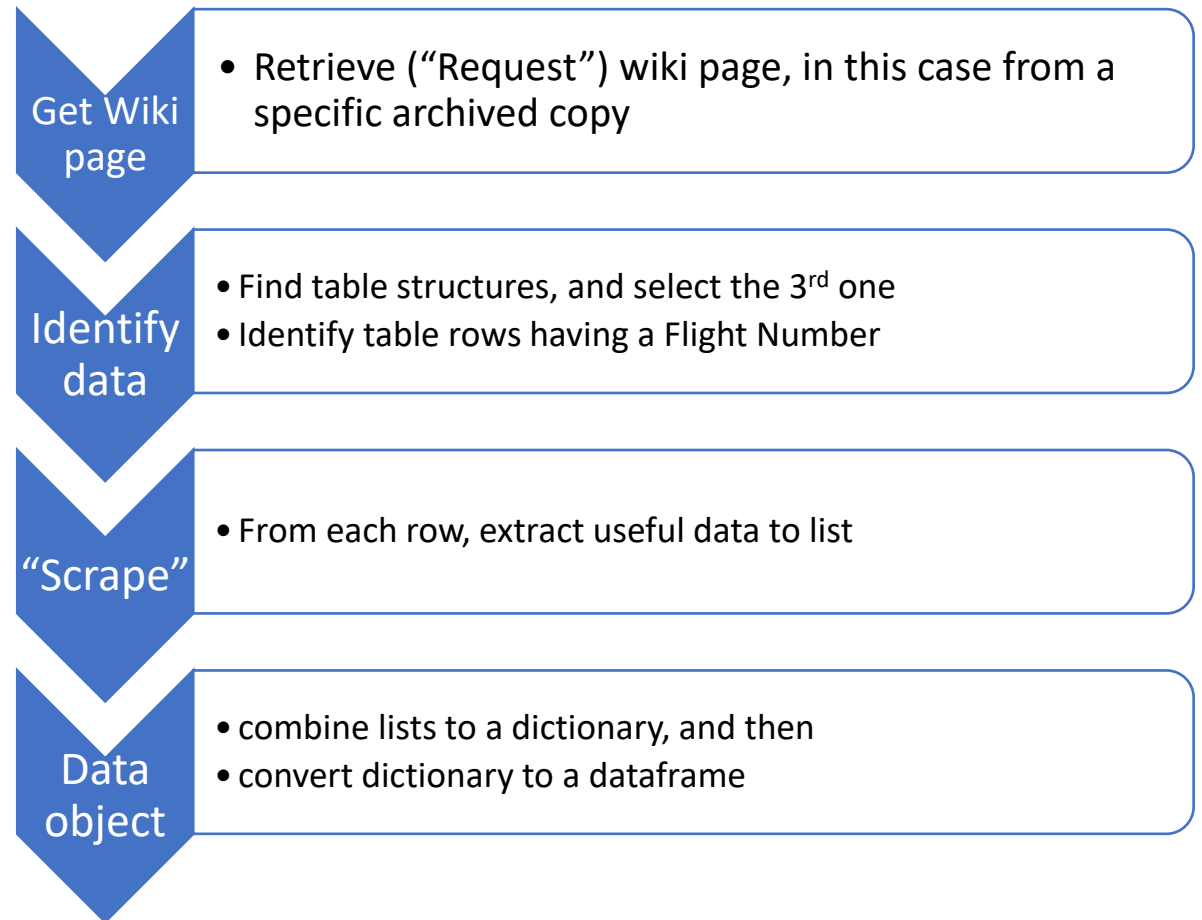 Get Wiki
page
• Retrieve (“Request”) wiki page, in this case from a
specific archived copy
Identify
data
• Find table structures, and select the 3rd one
• Identify table rows having a Flight Number
“Scrape”
• From each row, extract useful data to list
Data
object
• combine lists to a dictionary, and then
• convert dictionary to a dataframe